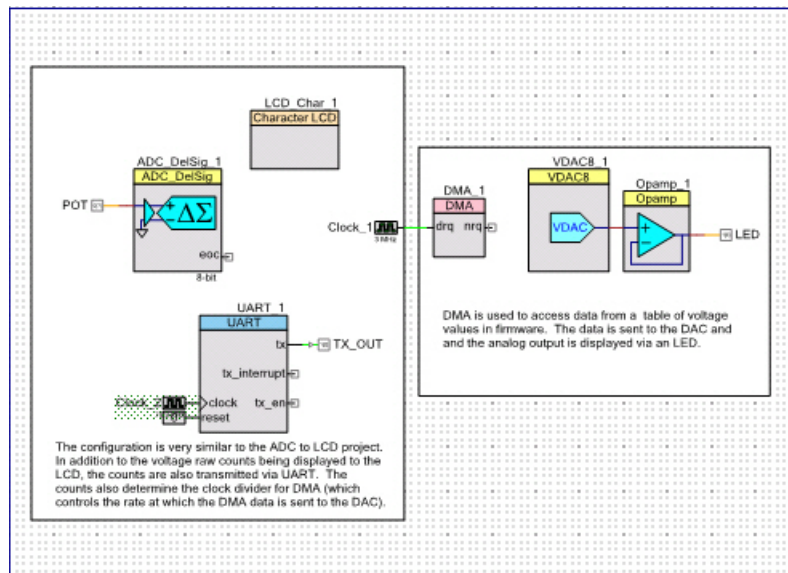 LCD_Char_1
Character LCD
ADC_DelSig_1
ADC_DelSig
POT
ΔΣ
eoc
8-bit
UART_1
UART
tx
TX_OUT
tx_interrupt
clock
tx_en
reset
The configuration is very similar to the ADC to LCD project.
In addition to the voltage raw counts being displayed to the
LCD, the counts are also transmitted via UART. The
counts also determine the clock divider for DMA (which
controls the rate at which the DMA data is sent to the DAC).
Clock_1
DMA_1
DMA
drq nrq
VDAC8_1
VDAC8
VDAC
Opamp_1
Opamp
LED
DMA is used to access data from a table of voltage
values in firmware. The data is sent to the DAC and
and the analog output is displayed via an LED.